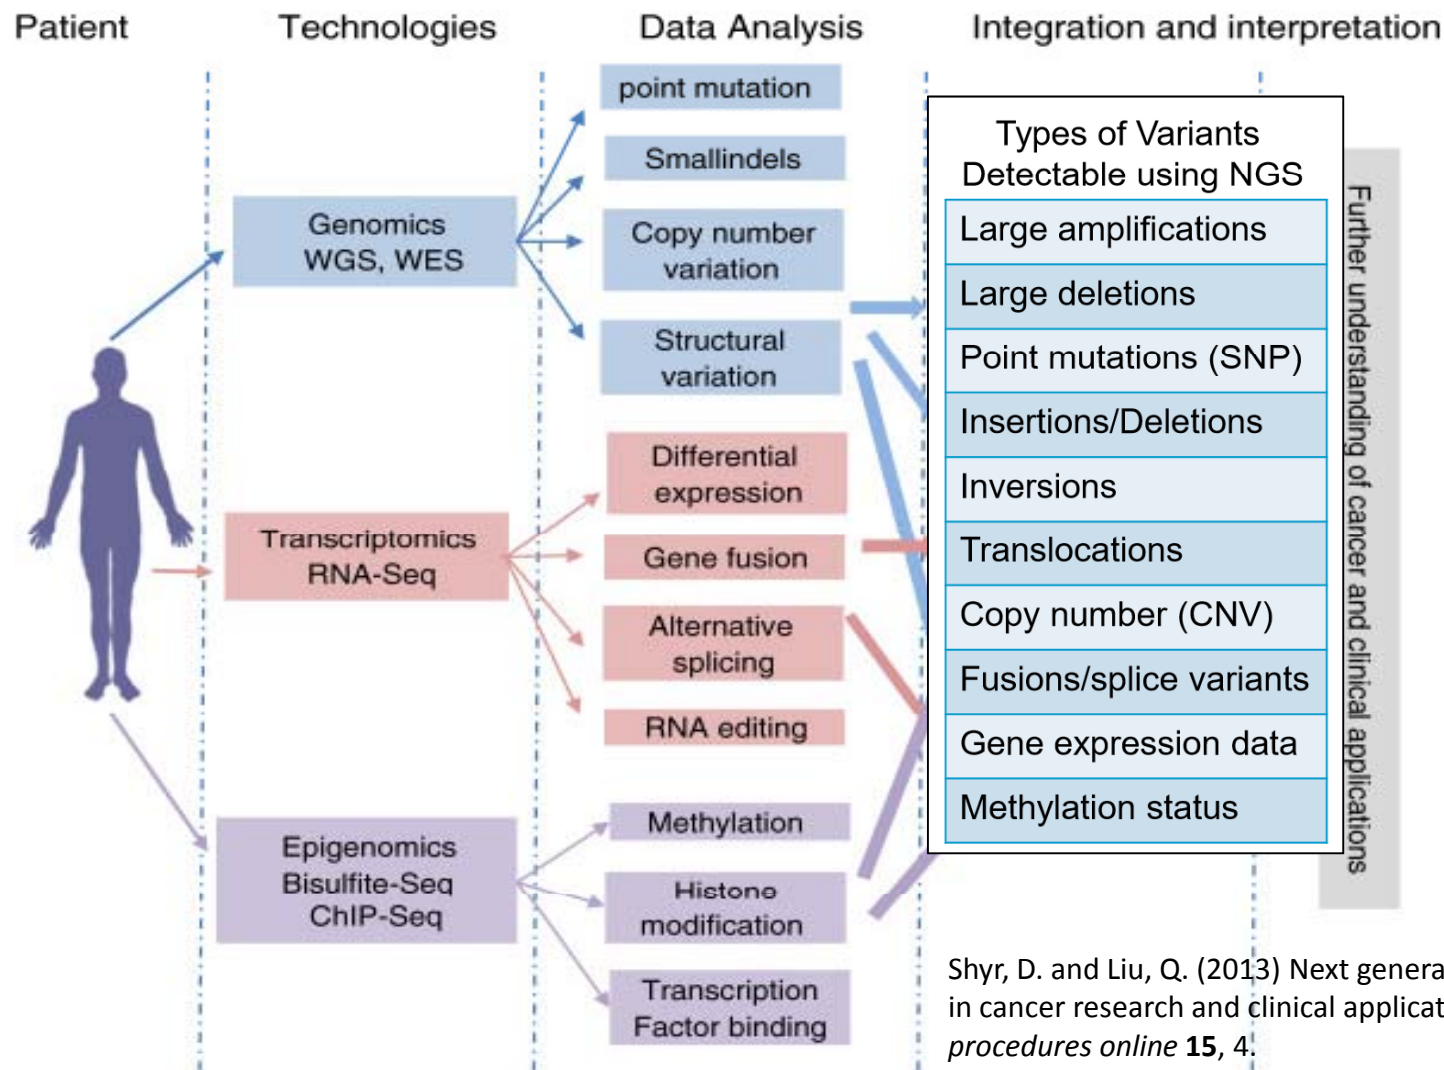 Patient
Technologies
Data Analysis
Integration and interpretation
Genomics
WGS, WES
Transcriptomics
RNA-Seq
Epigenomics
Bisulfite-Seq
ChIP-Seq
point mutation
Smallindels
Copy number
variation
Structural
variation
Differential
expression
Gene fusion
Alternative
splicing
RNA editing
Methylation
Histone
modification
Transcription
Factor binding
Types of Variants
Detectable using NGS
Large amplifications
Large deletions
Point mutations (SNP)
Insertions/Deletions
Inversions
Translocations
Copy number (CNV)
Fusions/splice variants
Gene expression data
Methylation status
Further understanding of cancer and clinical applications
Shyr, D. and Liu, Q. (2013) Next genera
in cancer research and clinical applicat
procedures online 15, 4.